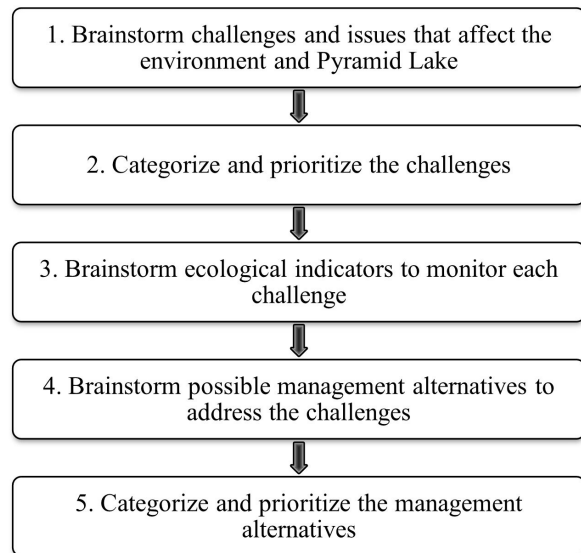 1. Brainstorm challenges and issues that affect the
environment and Pyramid Lake
2. Categorize and prioritize the challenges
3. Brainstorm ecological indicators to monitor each
challenge
4. Brainstorm possible management alternatives to
address the challenges
5. Categorize and prioritize the management
alternatives